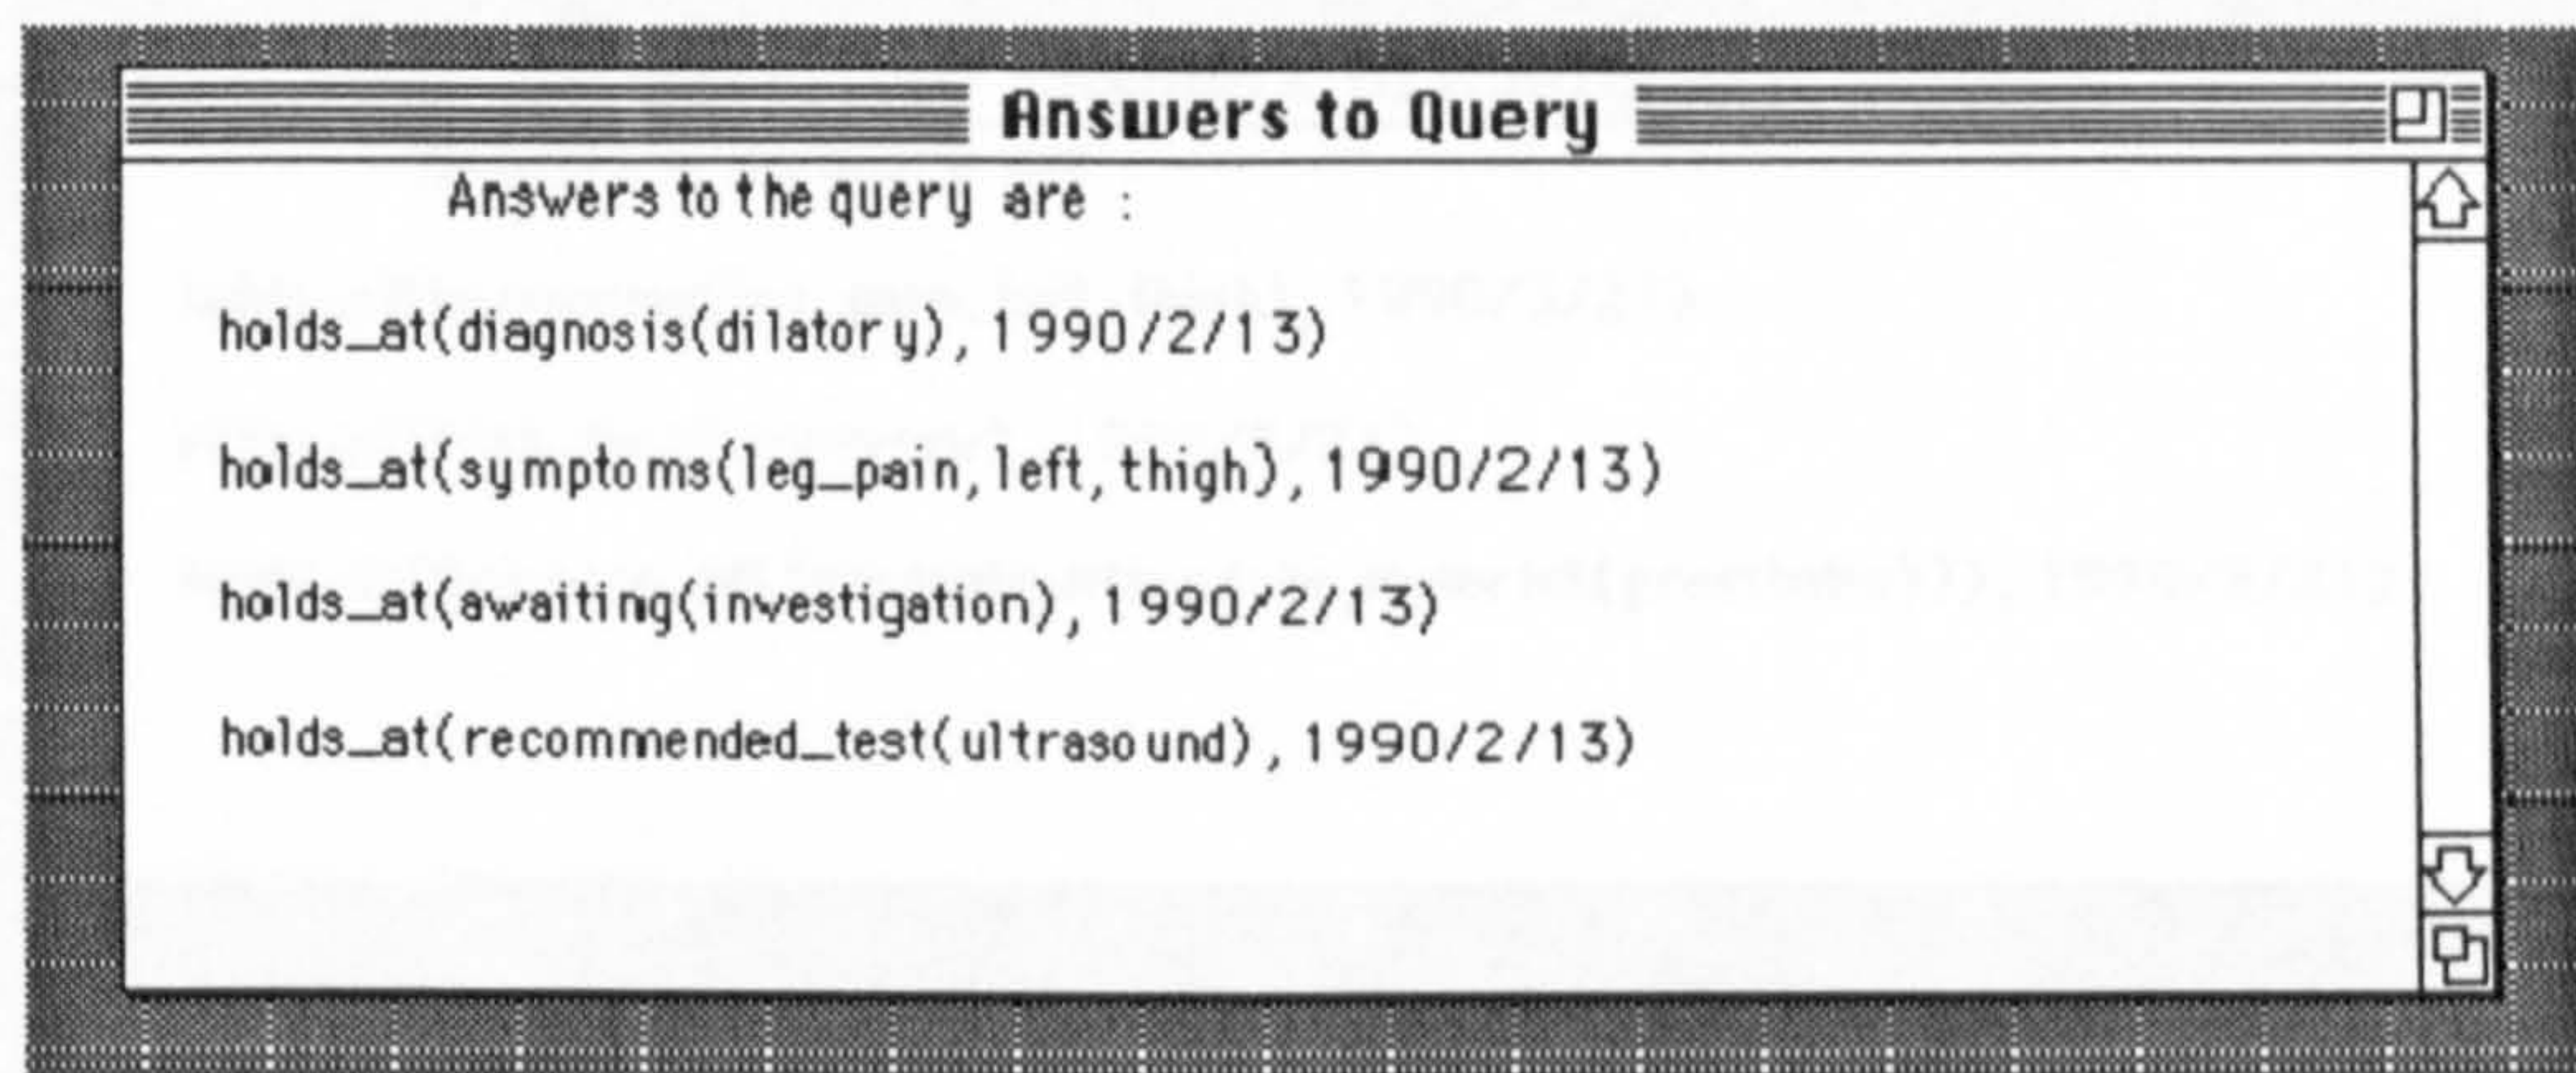 Answers to Query
Answers to the query are :
holds_at(diagnosis(dilatory), 1990/2/13)
holds_at(symptoms(leg_pain, left, thigh), 1990/2/13)
holds_at(awaiting(investigation), 1990/2/13)
holds_at(recommended_test(ultrasound), 1990/2/13)